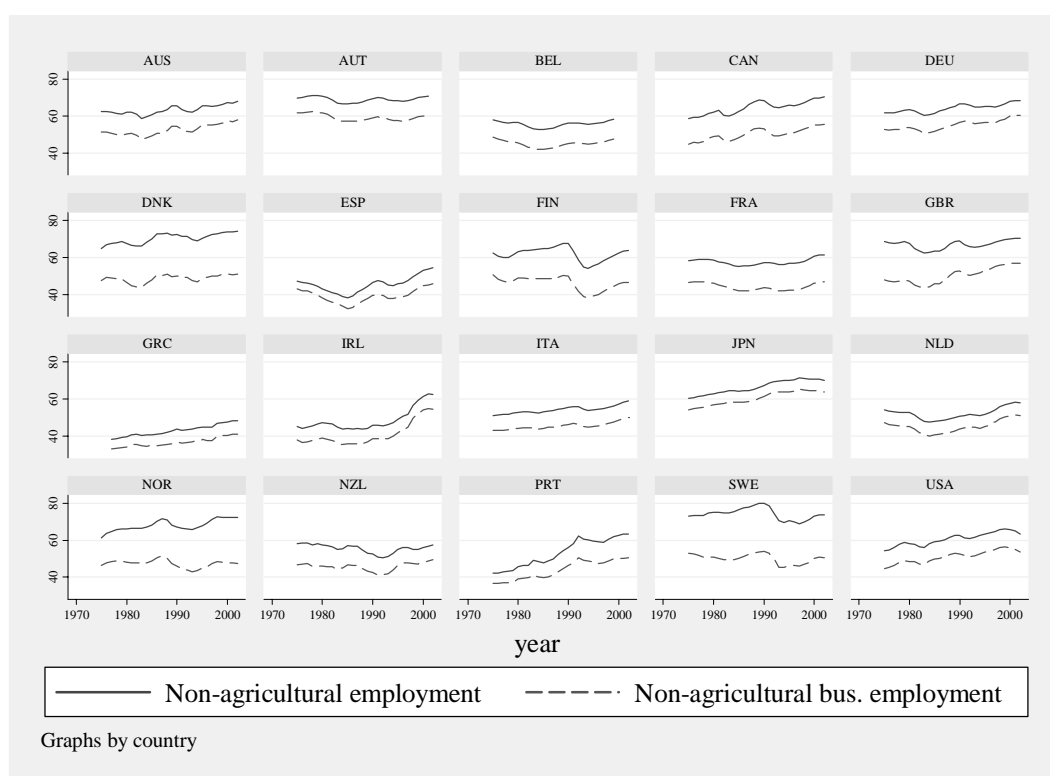 AUS AUT BEL CAN DEU
80
60
40
DNK ESP FIN FRA GBR
80
60
40
GRC IRL ITA JPN NLD
80
60
40
NOR NZL PRT SWE USA
80
60
40
1970 1980 1990 2000 1970 1980 1990 2000 1970 1980 1990 2000 1970 1980 1990 2000 1970 1980 1990 2000
year
Non-agricultural employment Non-agricultural bus. employment
Graphs by country